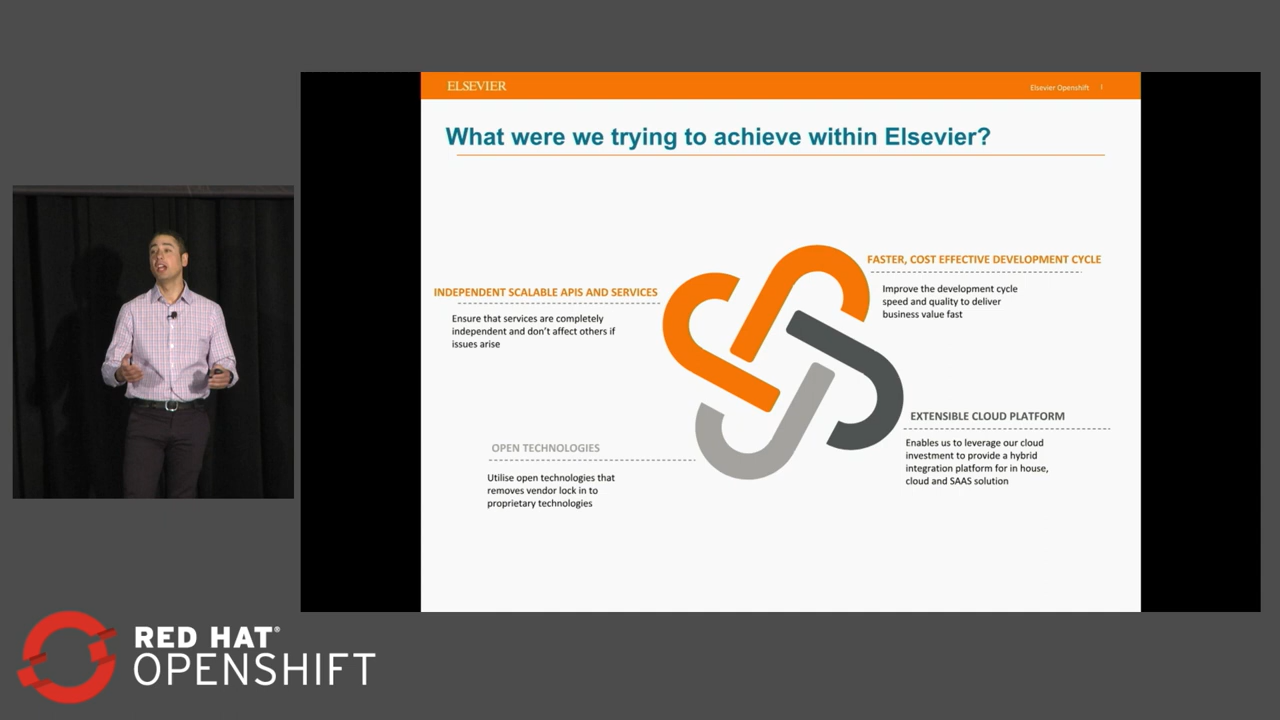 ELSEVIER
Elsevier Openshift
1
What were we trying to achieve within Elsevier?
FASTER, COST EFFECTIVE DEVELOPMENT CYCLE
Improve the development cycle
speed and quality to deliver
business value fast
INDEPENDENT SCALABLE APIS AND SERVICES
Ensure that services are completely
independent and don't affect others if
issues arise
EXTENSIBLE CLOUD PLATFORM
Enables us to leverage our cloud
investment to provide a hybrid
integration platform for in house,
cloud and SAAS solution
OPEN TECHNOLOGIES
Utilise open technologies that
removes vendor lock in to
proprietary technologies
RED HAT®
OPENSHIFT